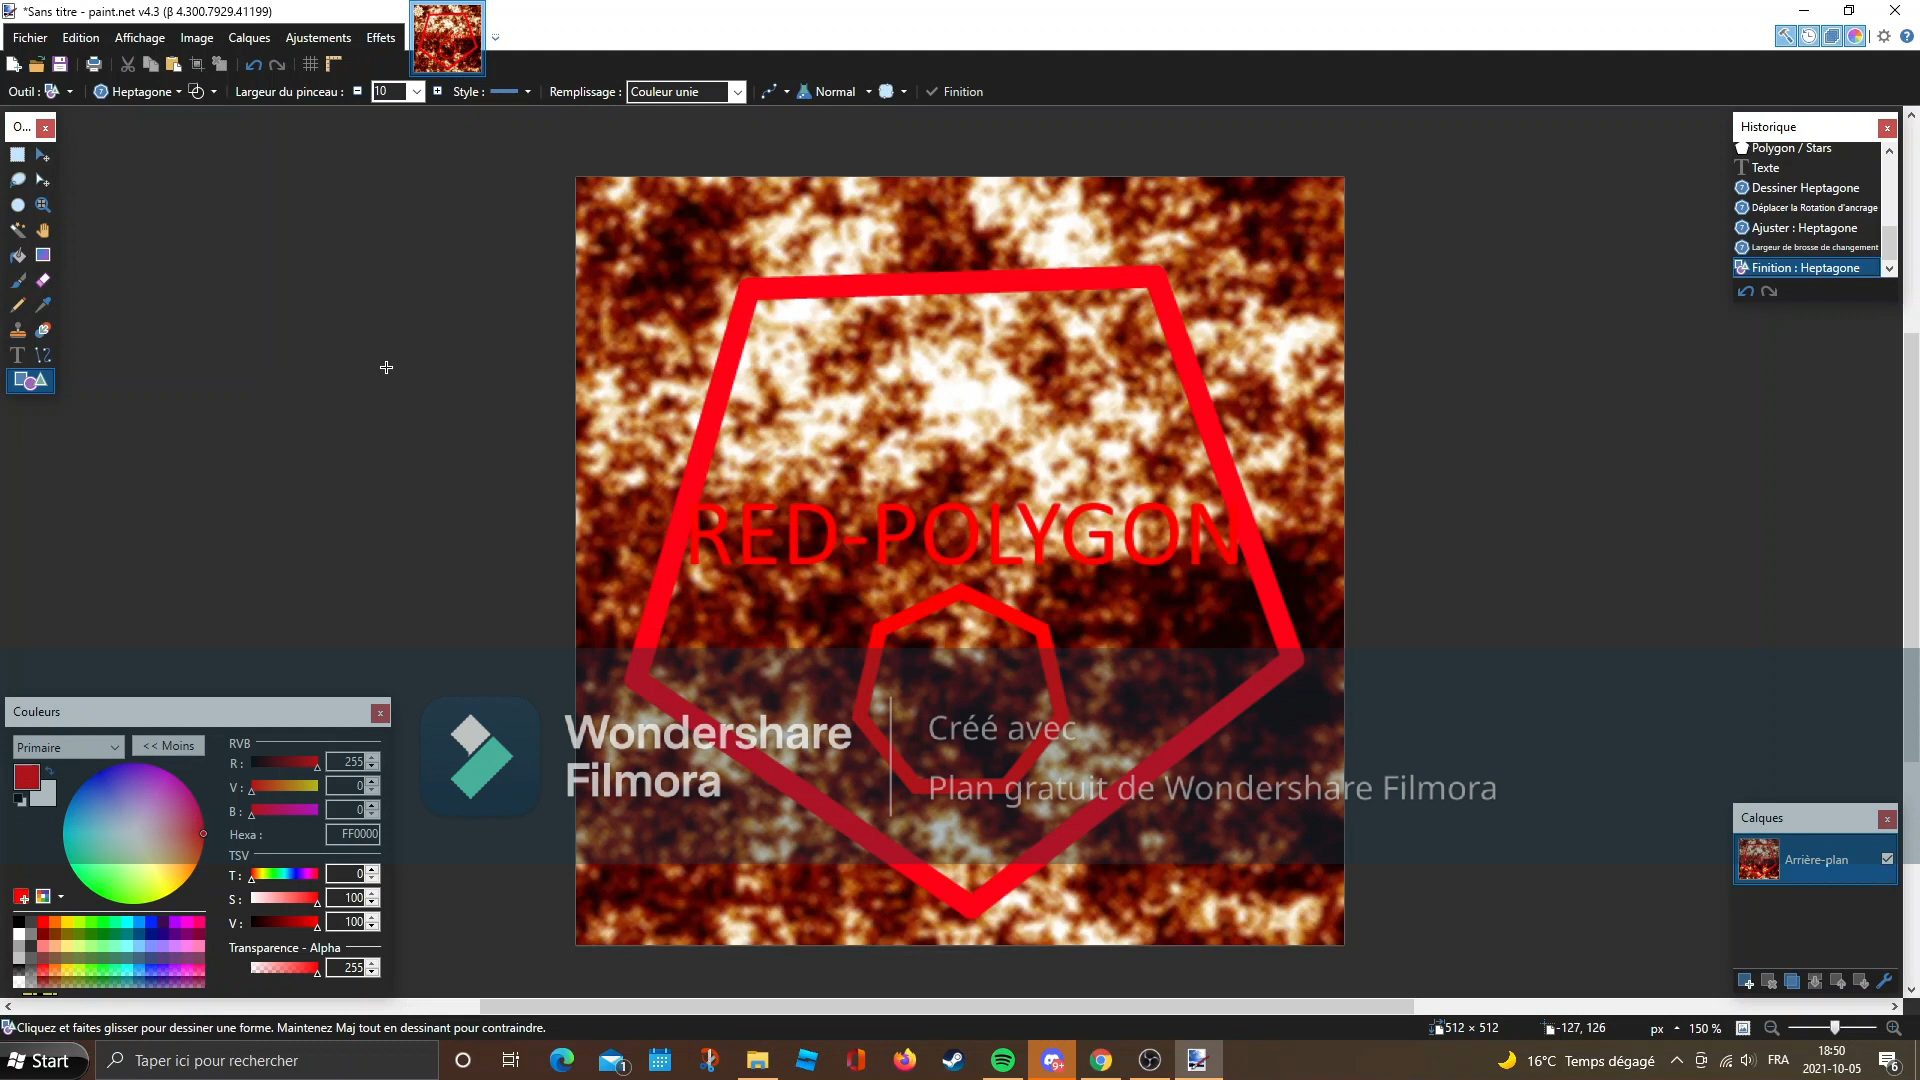 *Sans titre - paint.net v4.3 (β 4.300.7929.41199)
Fichier Edition Affichage Image Calques Ajustements Effets
Outil : Heptagone Largeur du pinceau : 10 Style : Remplissage : Couleur unie Normal Finition
O...
Historique
Polygon / Stars
Texte
Dessiner Heptagone
Déplacer la Rotation d'ancrage
Ajuster : Heptagone
Largeur de brosse de changement
Finition : Heptagone
RED-POLYGON
Couleurs
Primaire << Moins
RVB
R : 255
V : 0
B : 0
Hexa : FF0000
TSV
T : 0
S : 100
V : 100
Transparence - Alpha
255
Wondershare
Filmora
Créé avec
Plan gratuit de Wondershare Filmora
Calques
Arrière-plan
Cliquez et faites glisser pour dessiner une forme. Maintenez Maj tout en dessinant pour contraindre.
512 × 512 -127, 126 px 150 %
Start Taper ici pour rechercher 1 9+ 16°C Temps dégagé FRA 18:50
2021-10-05 6